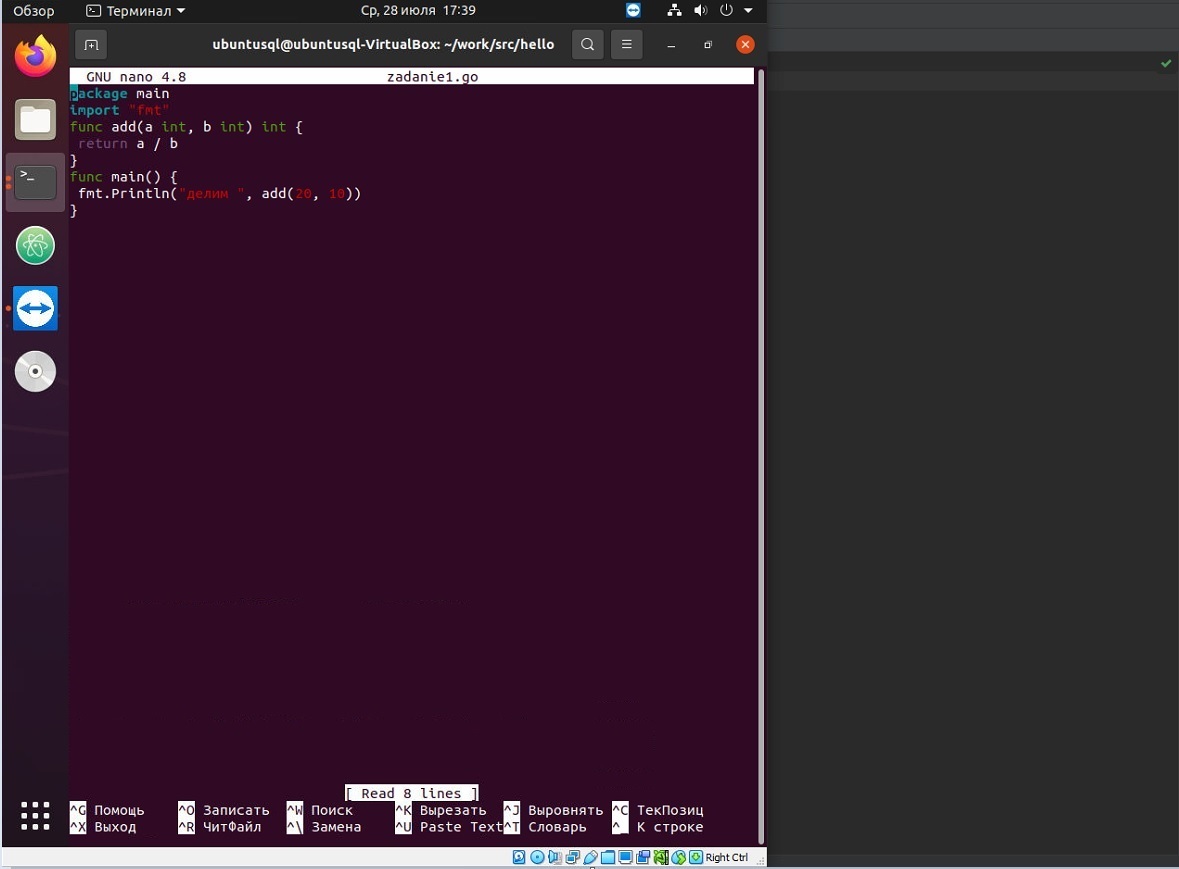 Обзор Терминал Ср, 28 июля 17:39
ubuntusql@ubuntusql-VirtualBox: ~/work/src/hello
GNU nano 4.8 zadanie1.go
package main
import "fmt"
func add(a int, b int) int {
 return a / b
}
func main() {
 fmt.Println("делим ", add(20, 10))
}
[ Read 8 lines ]
^G Помощь ^O Записать ^W Поиск ^K Вырезать ^J Выровнять ^C ТекПозиц
^X Выход ^R ЧитФайл ^\ Замена ^U Paste Text ^T Словарь ^_ К строке
Right Ctrl